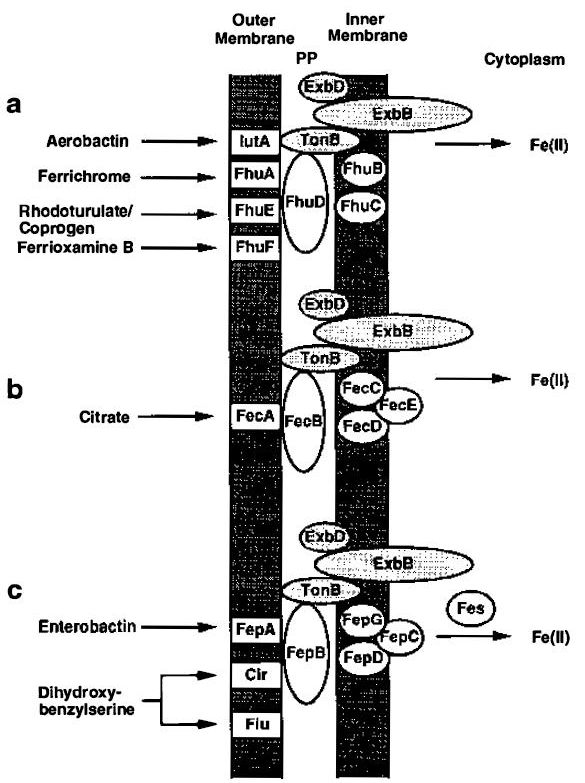 Outer
Membrane
PP
Inner
Membrane
Cytoplasm
a
ExbD
ExbB
Aerobactin
IutA
TonB
Fe(II)
Ferrichrome
FhuA
FhuB
Rhodoturulate/
Coprogen
FhuE
FhuD
FhuC
Ferrioxamine B
FhuF
ExbD
ExbB
TonB
b
FecC
FecE
Fe(II)
Citrate
FecA
FecB
FecD
ExbD
ExbB
c
TonB
Fes
Enterobactin
FepA
FepG
FepC
Fe(II)
FepB
FepD
Cir
Dihydroxy-
benzylserine
Fiu